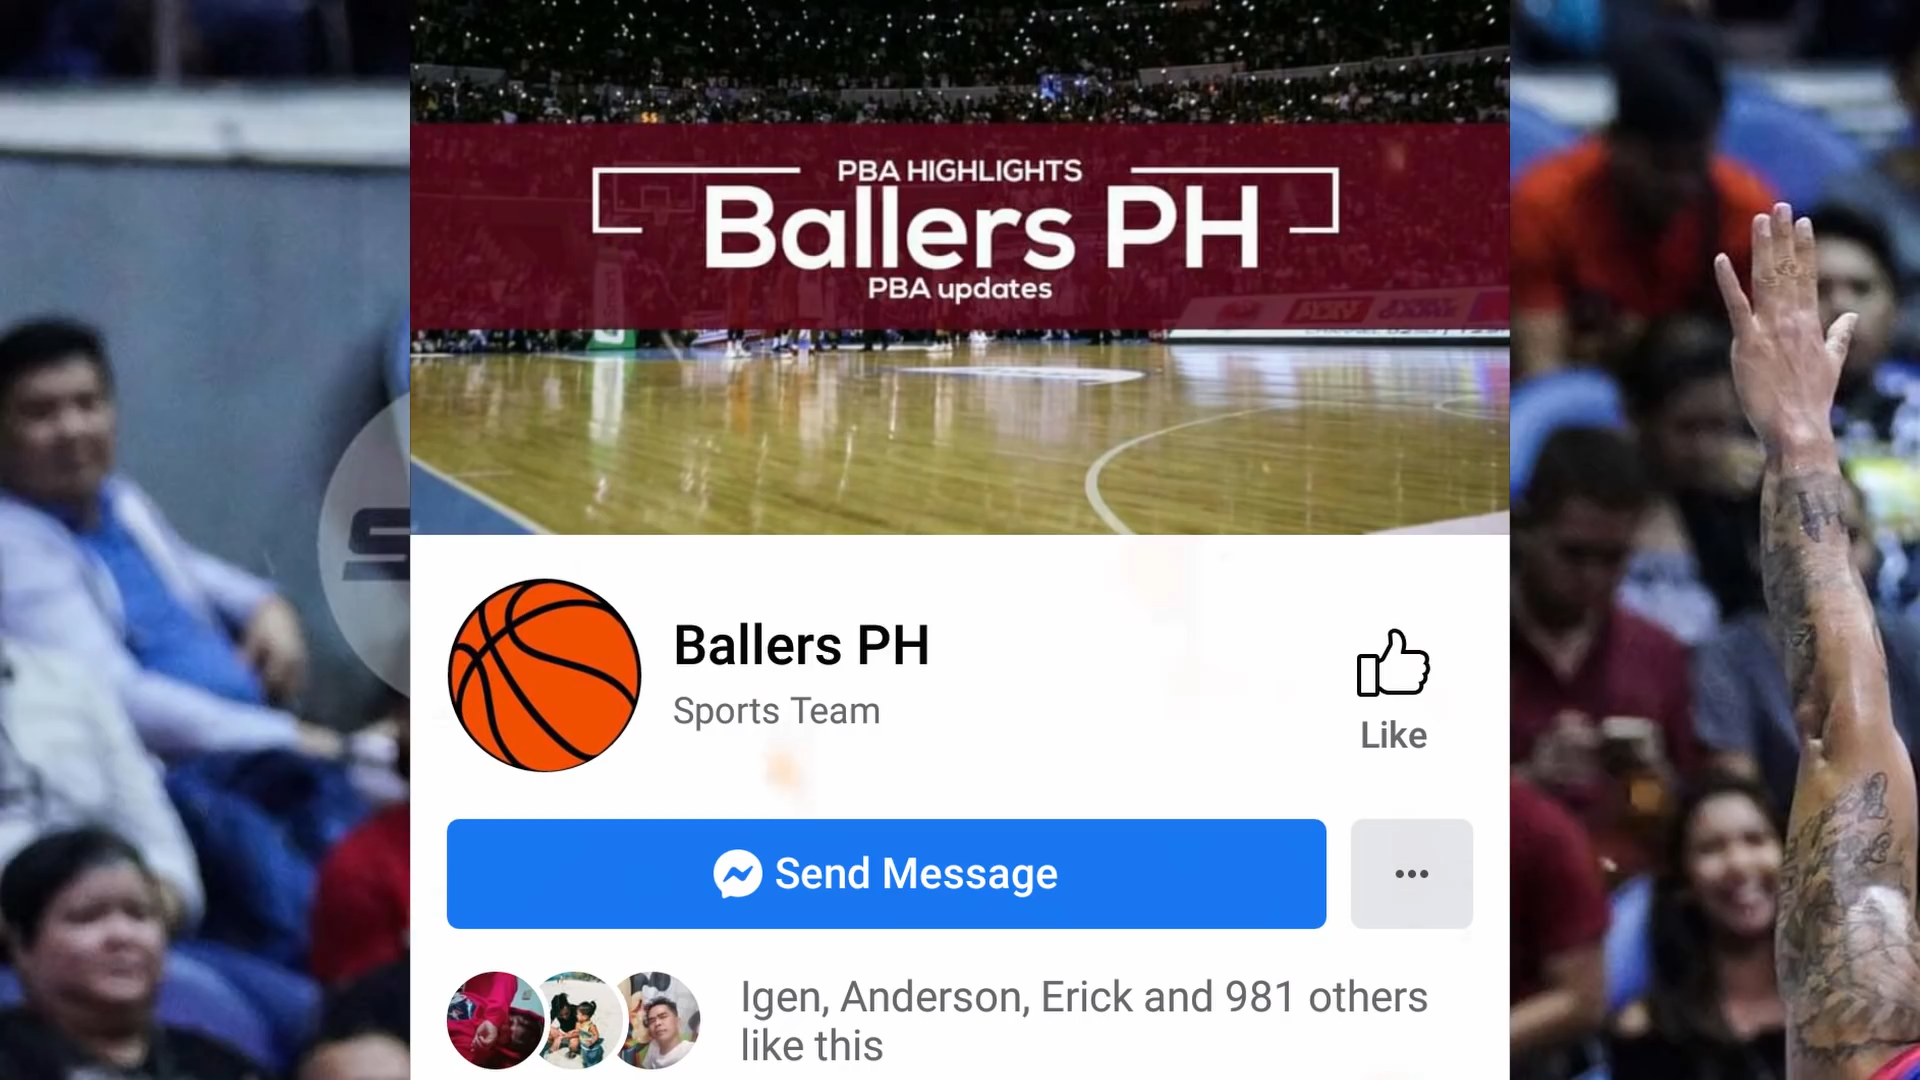 PBA HIGHLIGHTS
Ballers PH
PBA updates
Ballers PH
Sports Team
Like
Send Message
Igen, Anderson, Erick and 981 others
like this